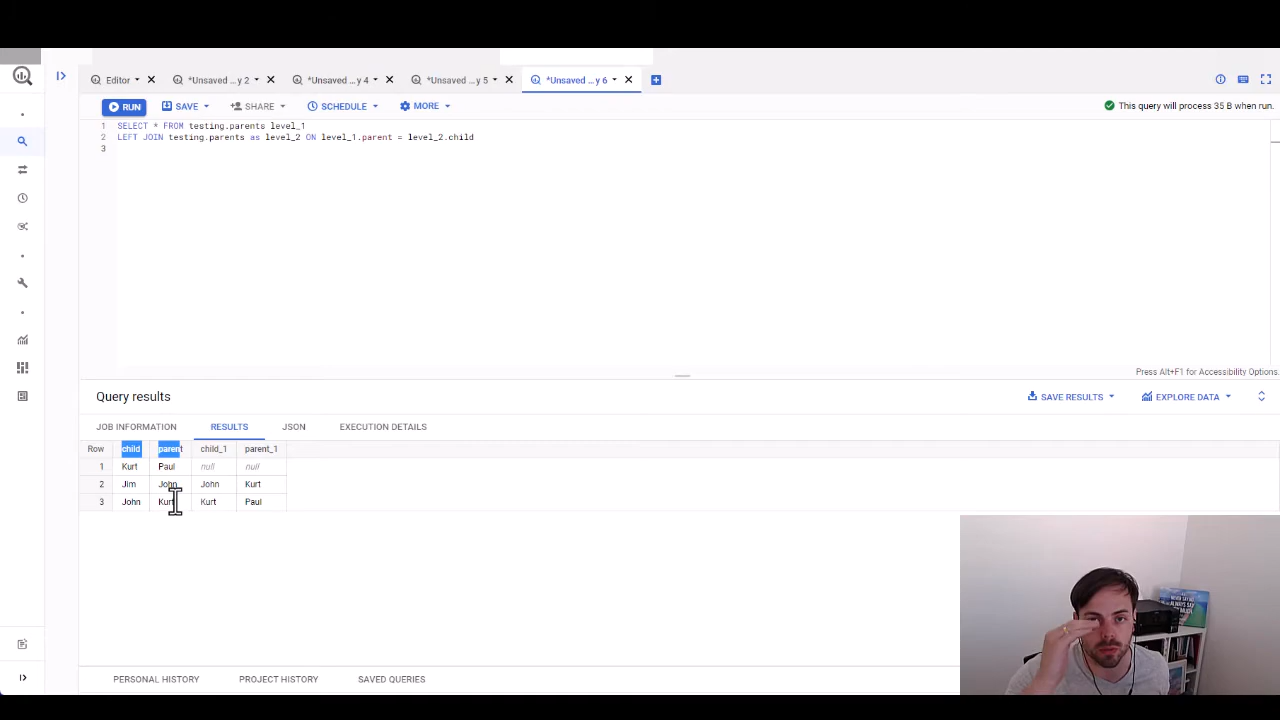 Editor *Unsaved ...y 2 *Unsaved ...y 4 *Unsaved ...y 5 *Unsaved ...y 6
RUN SAVE SHARE SCHEDULE MORE This query will process 35 B when run.
1 SELECT * FROM testing.parents level_1
2 LEFT JOIN testing.parents as level_2 ON level_1.parent = level_2.child
3
Press Alt+F1 for Accessibility Options.
Query results SAVE RESULTS EXPLORE DATA
JOB INFORMATION RESULTS JSON EXECUTION DETAILS
Row child parent child_1 parent_1
1 Kurt Paul null null
2 Jim John John Kurt
3 John Kurt Kurt Paul
PERSONAL HISTORY PROJECT HISTORY SAVED QUERIES